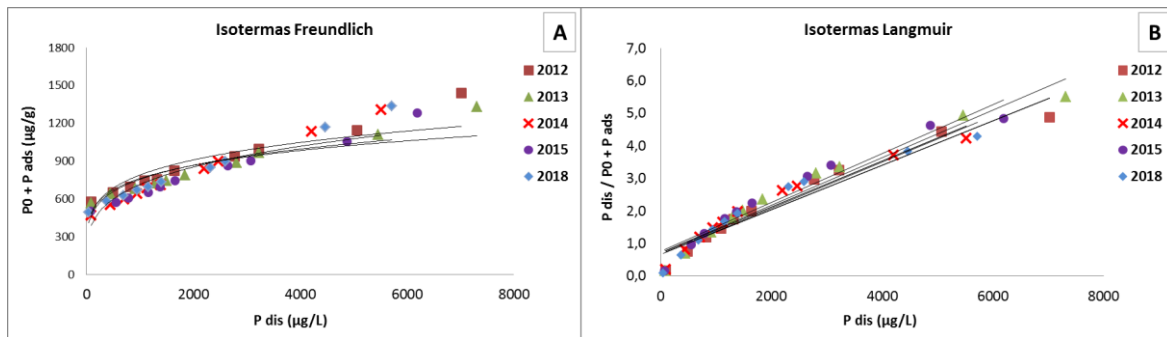 Isotermas Freundlich
A
P0 + P ads (µg/g)
1800
1500
1200
900
600
300
0
0 2000 4000 6000 8000
P dis (µg/L)
2012
2013
2014
2015
2018
Isotermas Langmuir
B
P dis / P0 + P ads
7,0
6,0
5,0
4,0
3,0
2,0
1,0
0,0
0 2000 4000 6000 8000
P dis (µg/L)
2012
2013
2014
2015
2018